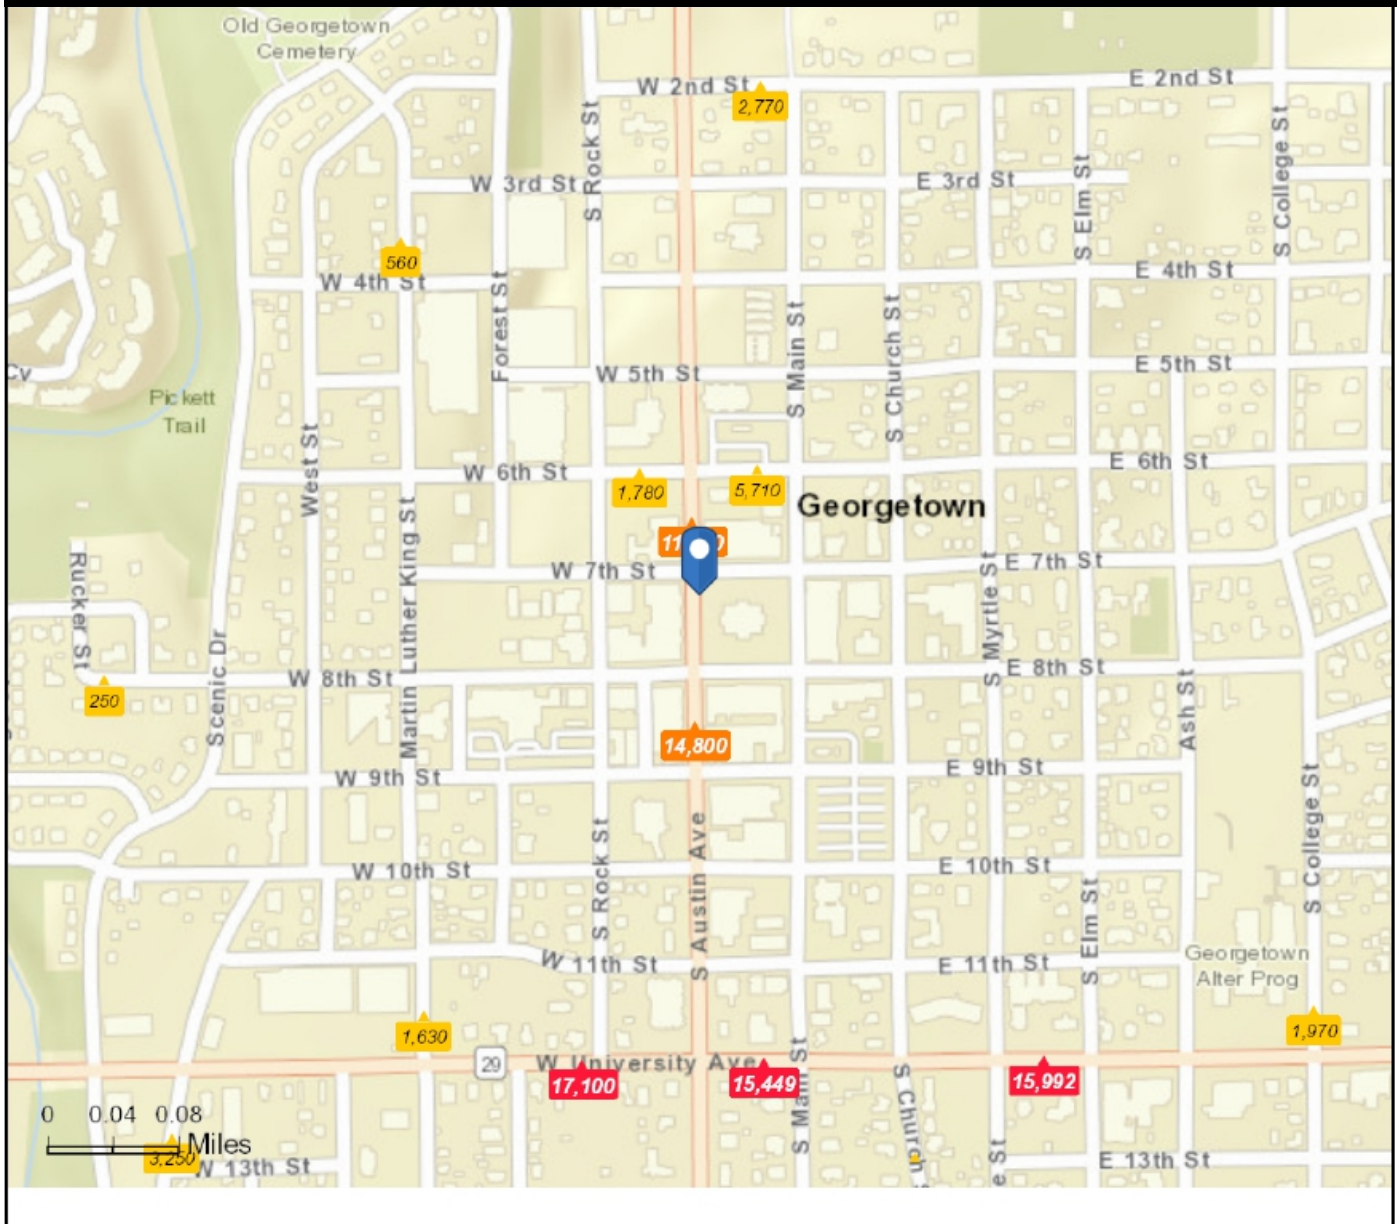 Old Georgetown
Cemetery
W 2nd St
E 2nd St
2,770
S Rock St
S College St
W 3rd St
E 3rd St
S Elm St
560
W 4th St
E 4th St
Forest St
S Main St
S Church St
Cv
W 5th St
E 5th St
Pickett
Trail
West St
W 6th St
E 6th St
1,780
5,710
Georgetown
Martin Luther King St
Rucker St
W 7th St
E 7th St
S Myrtle St
Scenic Dr
W 8th St
E 8th St
250
Ash St
14,800
W 9th St
E 9th St
S College St
W 10th St
E 10th St
S Rock St
S Austin Ave
S Elm St
W 11th St
E 11th St
Georgetown
Alter Prog
1,630
1,970
29
W University Ave
17,100
15,449
15,992
S Main St
S Church S
0 0.04 0.08
Miles
3,250
W 13th St
E 13th St
e St